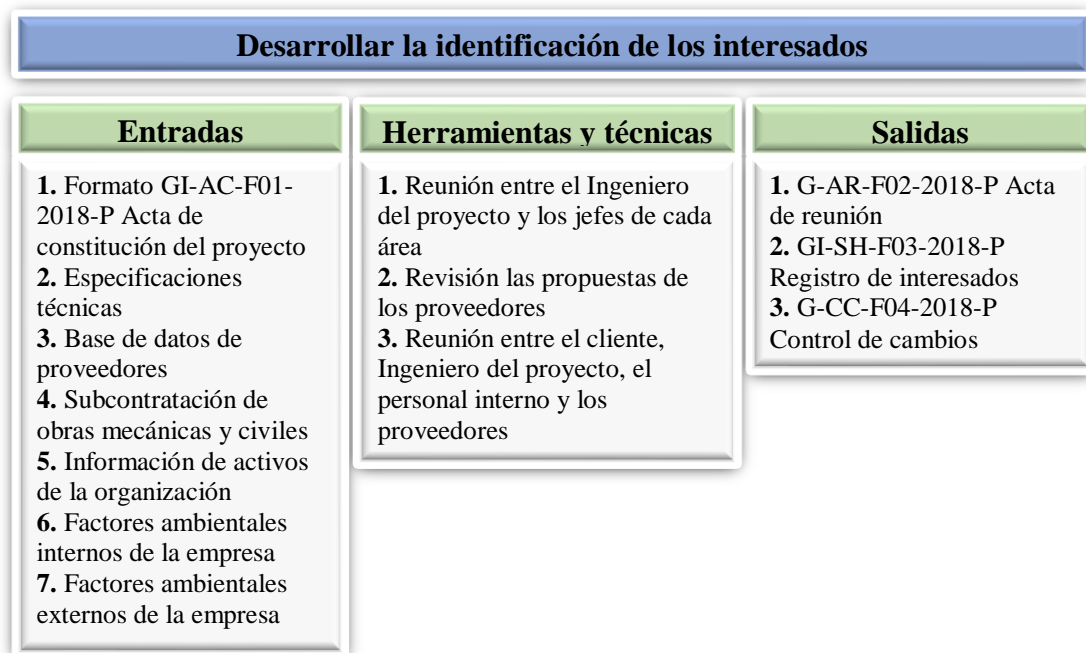 Desarrollar la identificación de los interesados
Entradas
1. Formato GI-AC-F01-
2018-P Acta de
constitución del proyecto
2. Especificaciones
técnicas
3. Base de datos de
proveedores
4. Subcontratación de
obras mecánicas y civiles
5. Información de activos
de la organización
6. Factores ambientales
internos de la empresa
7. Factores ambientales
externos de la empresa
Herramientas y técnicas
1. Reunión entre el Ingeniero
del proyecto y los jefes de cada
área
2. Revisión las propuestas de
los proveedores
3. Reunión entre el cliente,
Ingeniero del proyecto, el
personal interno y los
proveedores
Salidas
1. G-AR-F02-2018-P Acta
de reunión
2. GI-SH-F03-2018-P
Registro de interesados
3. G-CC-F04-2018-P
Control de cambios